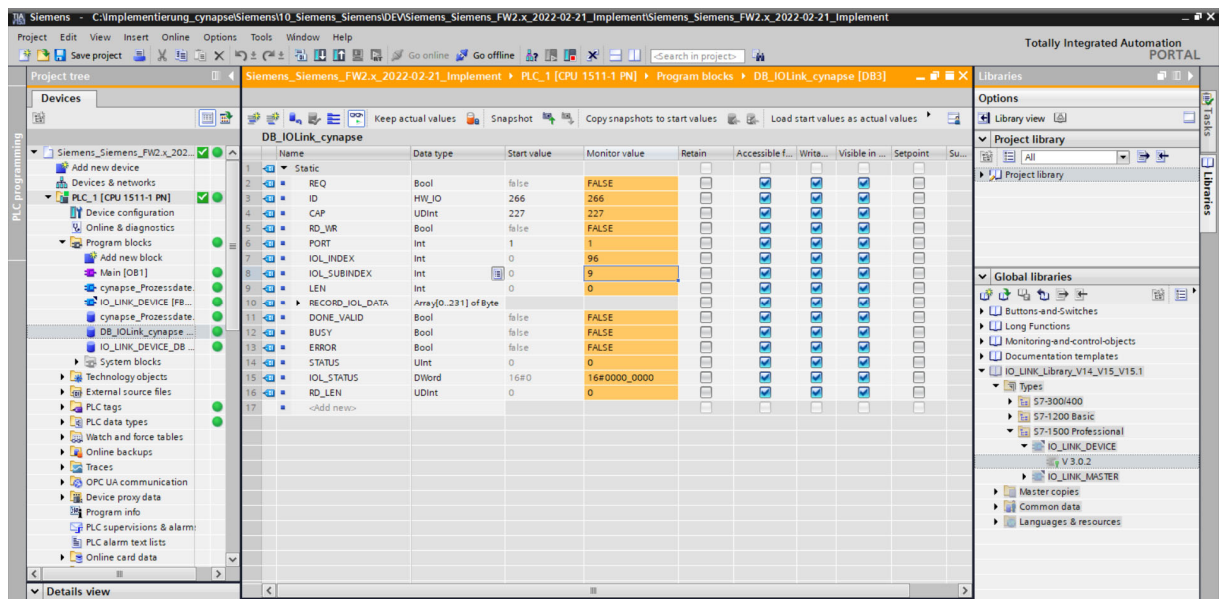 Siemens - C:\Implementierung_cynapse\Siemens\10_Siemens_Siemens\DEV\Siemens_Siemens_FW2.x_2022-02-21_Implement\Siemens_Siemens_FW2.x_2022-02-21_Implement
Project Edit View Insert Online Options Tools Window Help
Totally Integrated Automation
PORTAL
Save project Go online Go offline <Search in project>
Project tree
Siemens_Siemens_FW2.x_2022-02-21_Implement PLC_1 [CPU 1511-1 PN] Program blocks DB_IOLink_cynapse [DB3]
Libraries
Devices
Options
Keep actual values Snapshot Copy snapshots to start values Load start values as actual values
Library view
DB_IOLink_cynapse
Project library
Name Data type Start value Monitor value Retain Accessible f... Writa... Visible in ... Setpoint Su...
All
Project library
1 Static
2 REQ Bool false FALSE
3 ID HW_IO 266 266
4 CAP UDInt 227 227
5 RD_WR Bool false FALSE
6 PORT Int 1 1
7 IOL_INDEX Int 0 96
8 IOL_SUBINDEX Int 0 9
9 LEN Int 0 0
10 RECORD_IOL_DATA Array[0..231] of Byte
11 DONE_VALID Bool false FALSE
12 BUSY Bool false FALSE
13 ERROR Bool false FALSE
14 STATUS UInt 0 0
15 IOL_STATUS DWord 16#0 16#0000_0000
16 RD_LEN UDInt 0 0
17 <Add new>
Siemens_Siemens_FW2.x_202...
Add new device
Devices & networks
PLC_1 [CPU 1511-1 PN]
Device configuration
Online & diagnostics
Program blocks
Add new block
Main [OB1]
cynapse_Prozessdate.
IO_LINK_DEVICE [FB...
cynapse_Prozessdate.
DB_IOLink_cynapse ...
IO_LINK_DEVICE_DB ...
System blocks
Technology objects
External source files
PLC tags
PLC data types
Watch and force tables
Online backups
Traces
OPC UA communication
Device proxy data
Program info
PLC supervisions & alarms
PLC alarm text lists
Online card data
Details view
Global libraries
Buttons-and-Switches
Long Functions
Monitoring-and-control-objects
Documentation templates
IO_LINK_Library_V14_V15_V15.1
Types
S7-300/400
S7-1200 Basic
S7-1500 Professional
IO_LINK_DEVICE
V 3.0.2
IO_LINK_MASTER
Master copies
Common data
Languages & resources
PLC programming
Tasks
Libraries